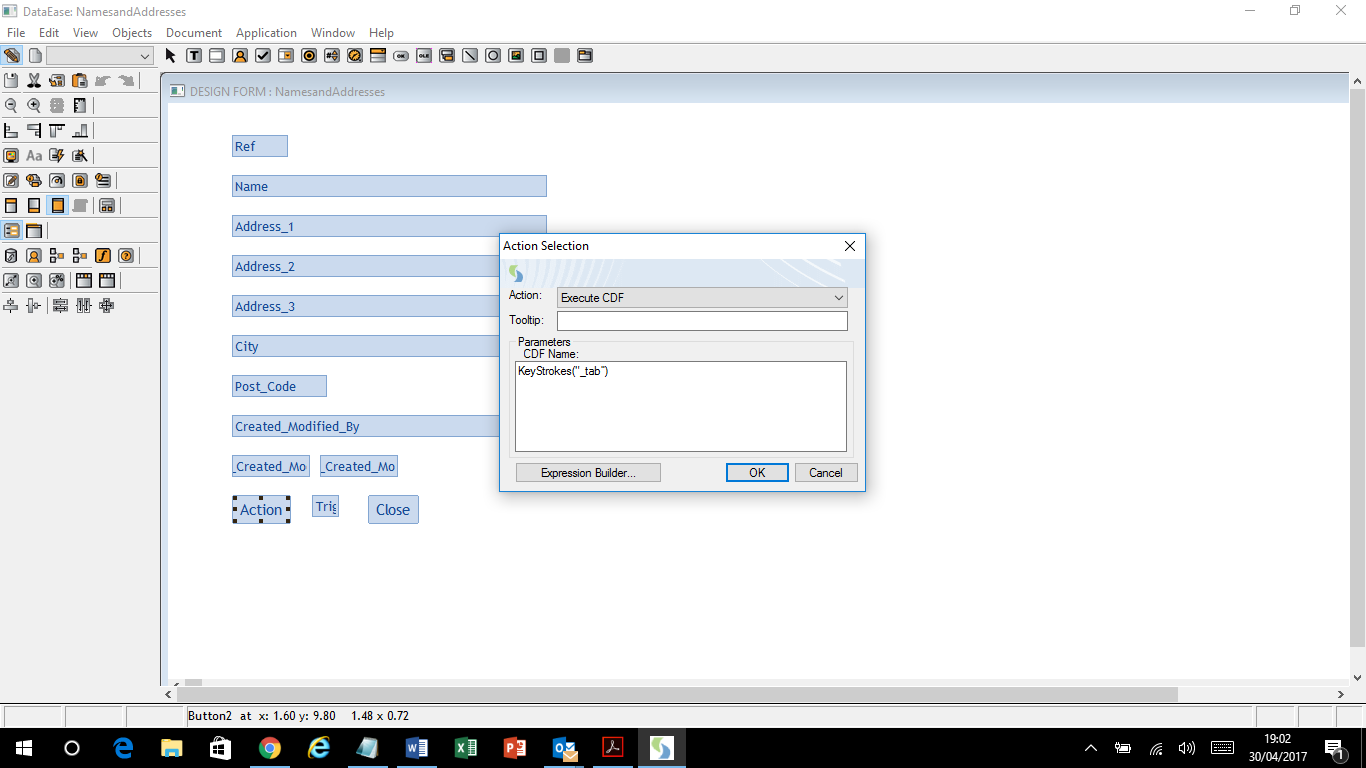 DataEase: NamesandAddresses
File Edit View Objects Document Application Window Help
DESIGN FORM : NamesandAddresses
Ref
Name
Address_1
Address_2
Address_3
City
Post_Code
Created_Modified_By
_Created_Mo _Created_Mo
Action Trig Close
Action Selection
Action: Execute CDF
Tooltip:
Parameters
CDF Name:
KeyStrokes("_tab")
Expression Builder... OK Cancel
Button2 at x: 1.60 y: 9.80 1.48 x 0.72
19:02
30/04/2017
1